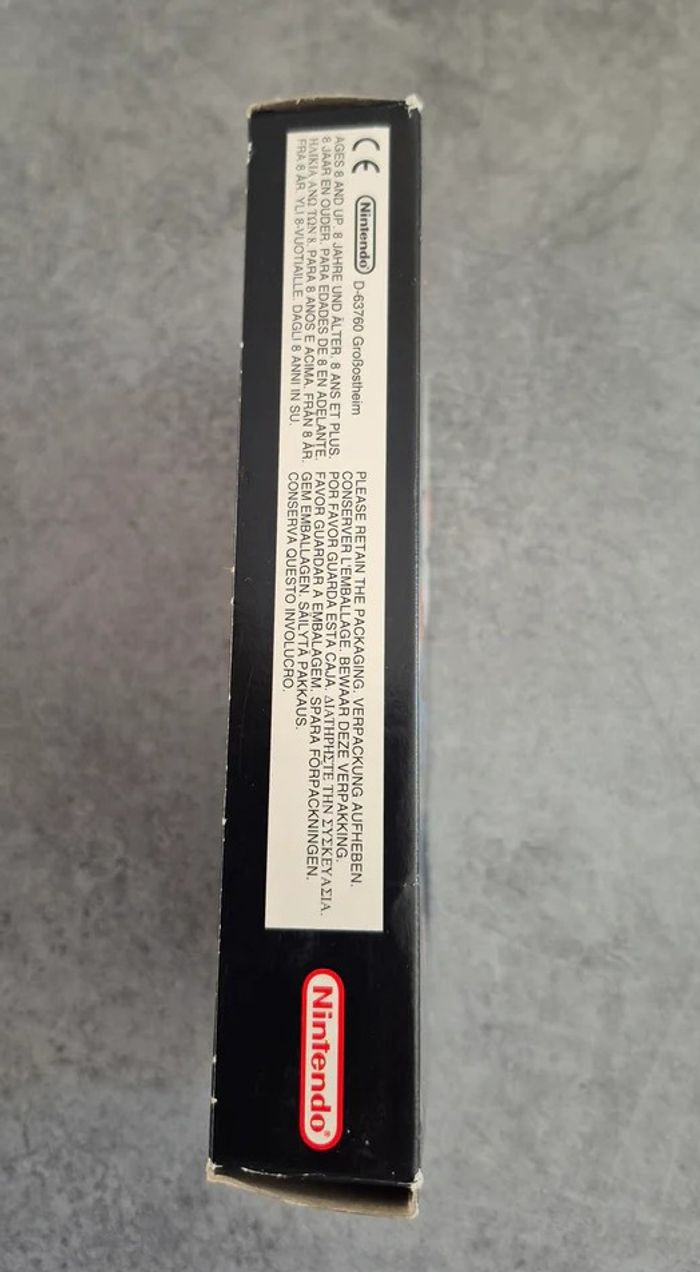 CE Nintendo® D-63760 Großostheim
AGES 8 AND UP. 8 JAHRE UND ÄLTER. 8 ANS ET PLUS.
8 JAAR EN OUDER. PARA EDADES DE 8 EN ADELANTE.
ΗΛΙΚΙΑ ΑΝΩ ΤΩΝ 8. PARA 8 ANOS E ACIMA. FRÅN 8 ÅR.
FRA 8 ÅR. YLI 8-VUOTIAILLE. DAGLI 8 ANNI IN SU.
PLEASE RETAIN THE PACKAGING. VERPACKUNG AUFHEBEN.
CONSERVER L'EMBALLAGE. BEWAAR DEZE VERPAKKING.
POR FAVOR GUARDA ESTA CAJA. ΔΙΑΤΗΡΗΣΤΕ ΤΗΝ ΣΥΣΚΕΥΑΣΙΑ.
FAVOR GUARDAR A EMBALAGEM. SPARA FÖRPACKNINGEN.
GEM EMBALLAGEN. SÄILYTÄ PAKKAUS.
CONSERVA QUESTO INVOLUCRO.
Nintendo®